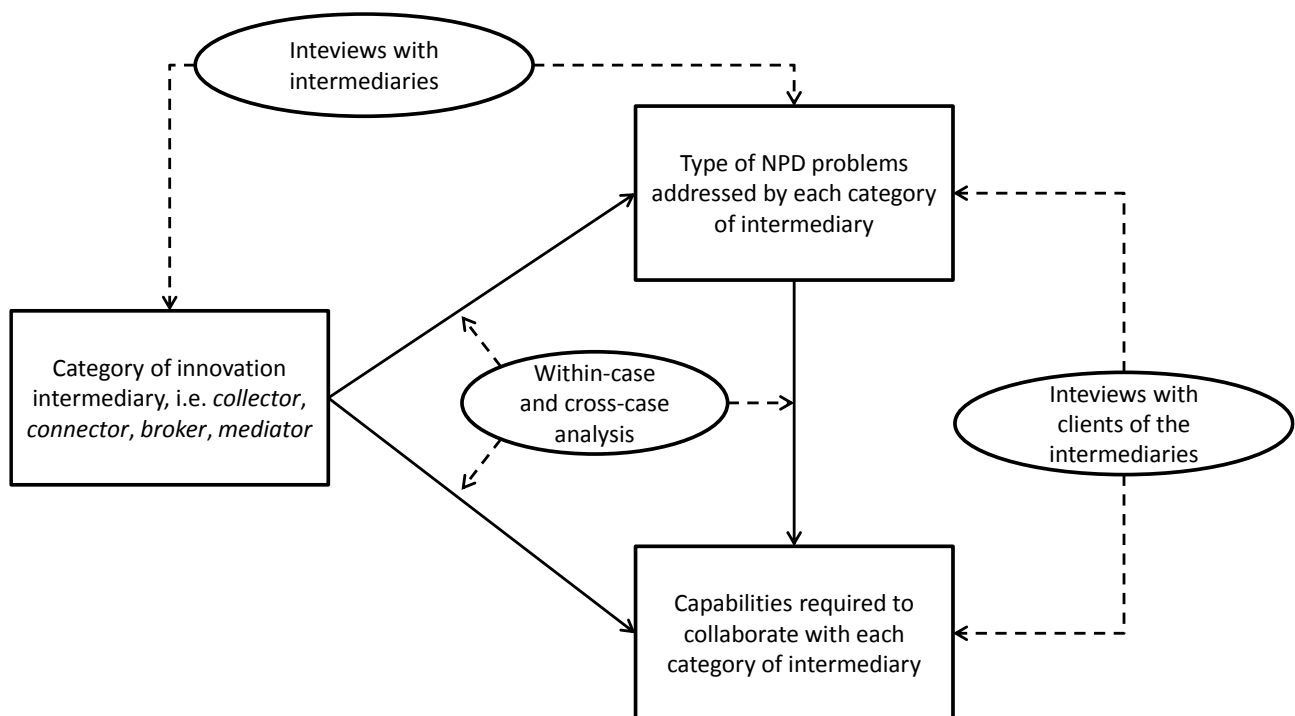 Inteviews with
intermediaries
Type of NPD problems
addressed by each category
of intermediary
Category of innovation
intermediary, i.e. collector,
connector, broker, mediator
Within-case
and cross-case
analysis
Inteviews with
clients of the
intermediaries
Capabilities required to
collaborate with each
category of intermediary